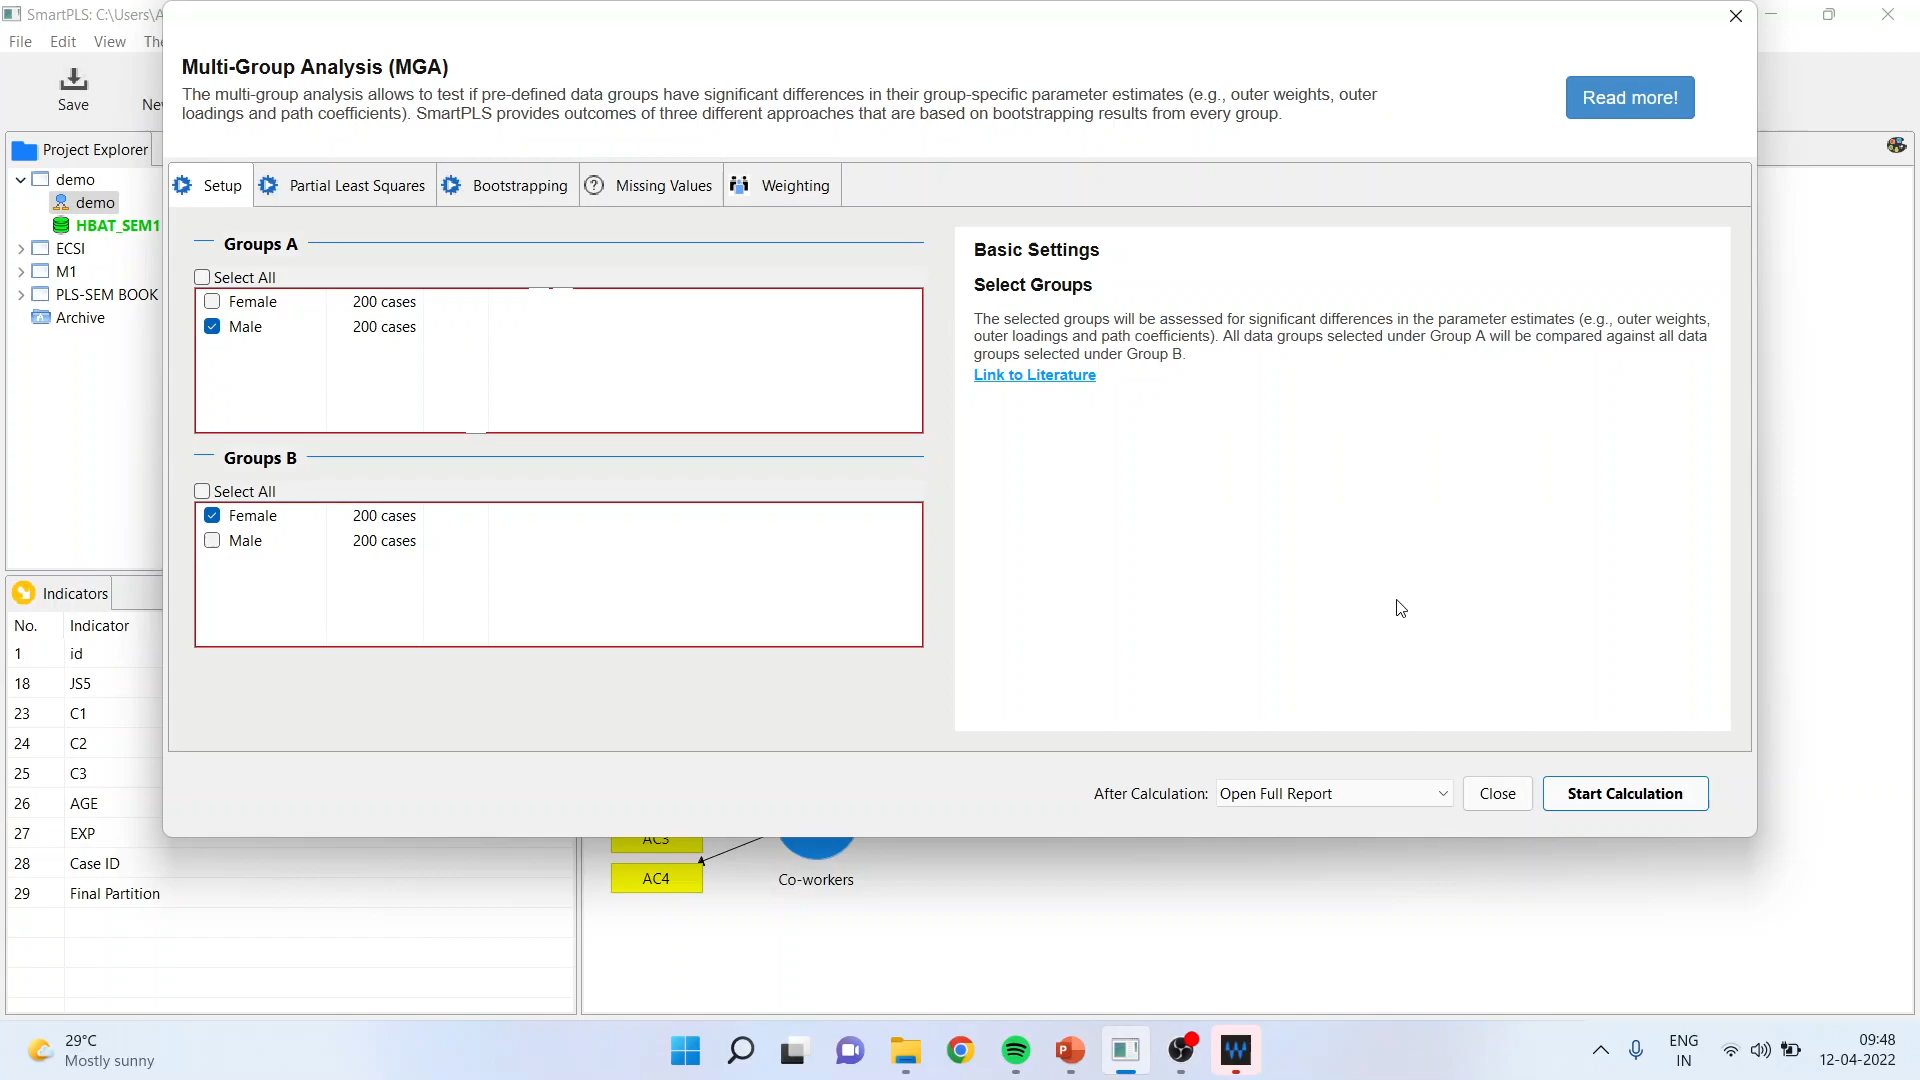 SmartPLS: C:\Users\A
File Edit View The
Save
New
Project Explorer
demo
demo
HBAT_SEM1
ECSI
M1
PLS-SEM BOOK
Archive
Indicators
No. Indicator
1 id
18 JS5
23 C1
24 C2
25 C3
26 AGE
27 EXP
28 Case ID
29 Final Partition
Multi-Group Analysis (MGA)
The multi-group analysis allows to test if pre-defined data groups have significant differences in their group-specific parameter estimates (e.g., outer weights, outer
loadings and path coefficients). SmartPLS provides outcomes of three different approaches that are based on bootstrapping results from every group.
Read more!
Setup Partial Least Squares Bootstrapping Missing Values Weighting
Groups A
Select All
Female 200 cases
Male 200 cases
Groups B
Select All
Female 200 cases
Male 200 cases
Basic Settings
Select Groups
The selected groups will be assessed for significant differences in the parameter estimates (e.g., outer weights,
outer loadings and path coefficients). All data groups selected under Group A will be compared against all data
groups selected under Group B.
Link to Literature
After Calculation: Open Full Report Close Start Calculation
AC3
AC4
Co-workers
29°C
Mostly sunny
ENG
IN
09:48
12-04-2022